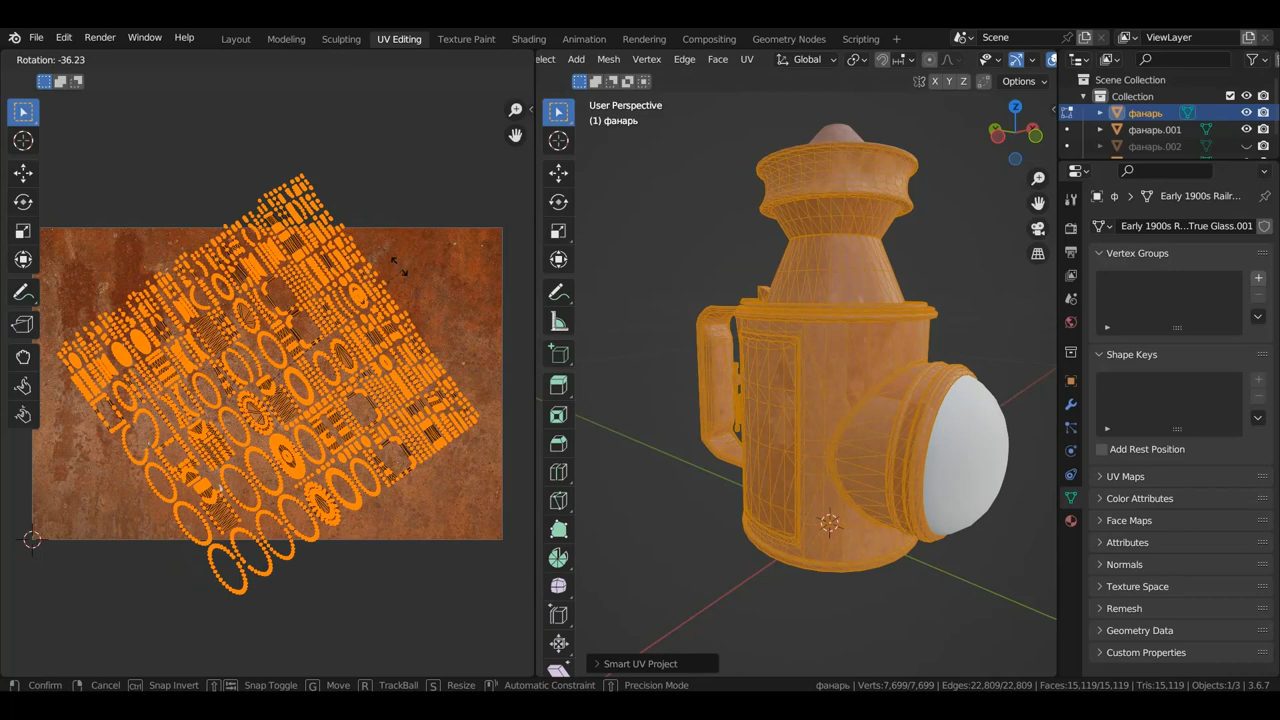 File Edit Render Window Help Layout Modeling Sculpting UV Editing Texture Paint Shading Animation Rendering Compositing Geometry Nodes Scripting + Scene ViewLayer
Rotation: -36.23
elect Add Mesh Vertex Edge Face UV Global
X Y Z Options
User Perspective
(1) фанарь
Z
Scene Collection
Collection
фанарь
фанарь.001
фанарь.002
ф Early 1900s Railr...
Early 1900s R...True Glass.001
Vertex Groups
Shape Keys
Add Rest Position
UV Maps
Color Attributes
Face Maps
Attributes
Normals
Texture Space
Remesh
Geometry Data
Custom Properties
Smart UV Project
Confirm Cancel Ctrl Snap Invert Snap Toggle G Move R TrackBall S Resize Automatic Constraint Precision Mode фанарь | Verts:7,699/7,699 | Edges:22,809/22,809 | Faces:15,119/15,119 | Tris:15,119 | Objects:1/3 | 3.6.7